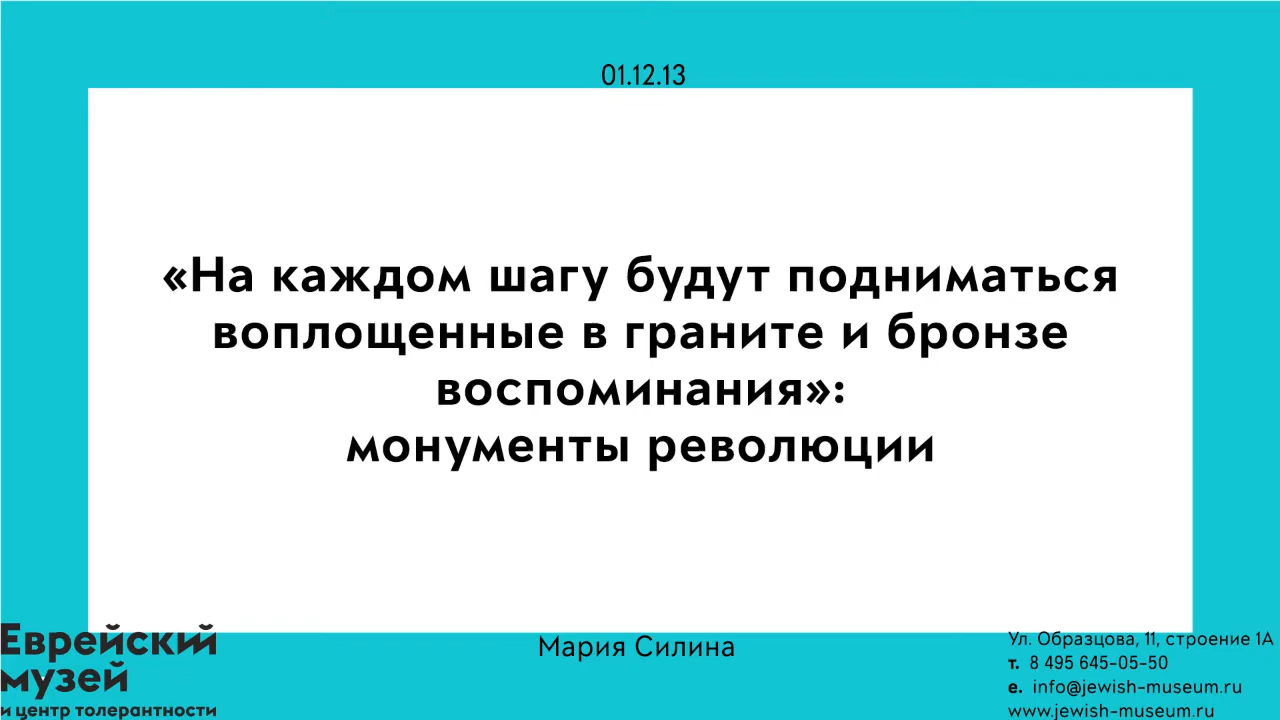 01.12.13
«На каждом шагу будут подниматься
воплощенные в граните и бронзе
воспоминания»:
монументы революции
Мария Силина
Еврейский
музей
и центр толерантности
Ул. Образцова, 11, строение 1А
т. 8 495 645-05-50
е. info@jewish-museum.ru
www.jewish-museum.ru